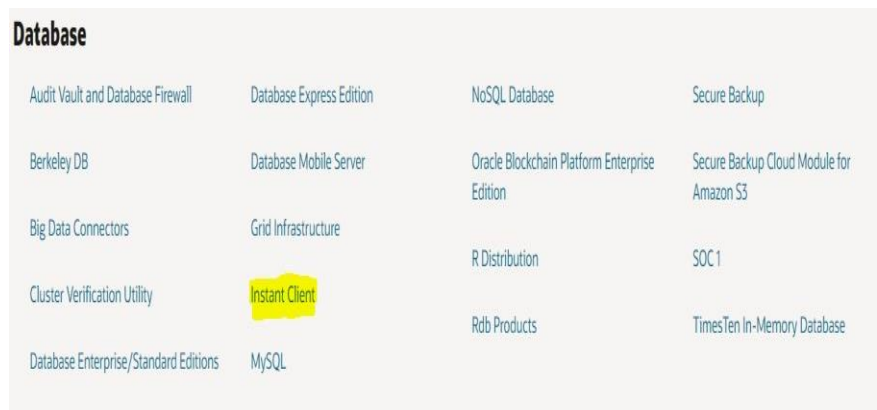 Database
Audit Vault and Database Firewall
Berkeley DB
Big Data Connectors
Cluster Verification Utility
Database Enterprise/Standard Editions
Database Express Edition
Database Mobile Server
Grid Infrastructure
Instant Client
MySQL
NoSQL Database
Oracle Blockchain Platform Enterprise
Edition
R Distribution
Rdb Products
Secure Backup
Secure Backup Cloud Module for
Amazon S3
SOC 1
TimesTen In-Memory Database